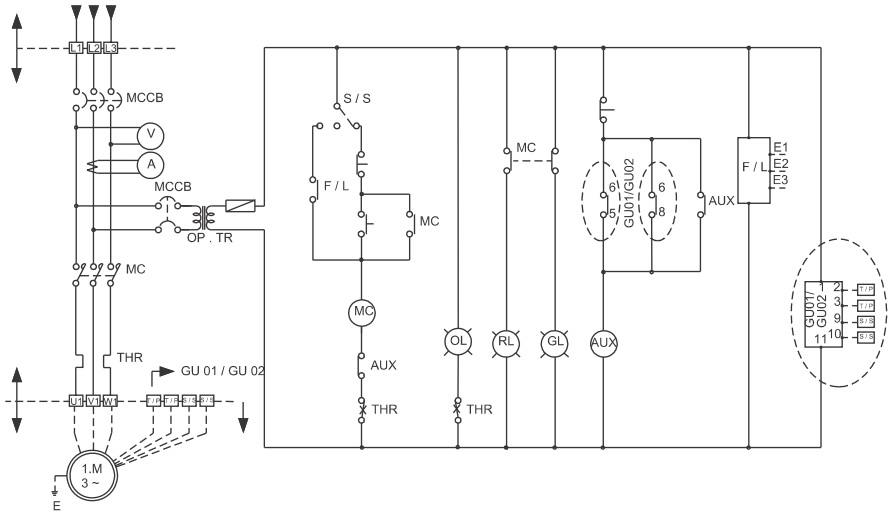 L1 L2 L3
MCCB
V
A
MCCB
OP . TR
MC
THR
GU 01 / GU 02
U1 V1 W1
T / P T / P S / S S / S
1.M
3 ~
E
S / S
F / L
MC
MC
AUX
THR
OL
THR
MC
RL
GL
6
5
GU01/GU02
6
8
AUX
AUX
F / L
E1
E2
E3
GU01/
GU02
1
2
3
9
10
11
T / P
T / P
S / S
S / S